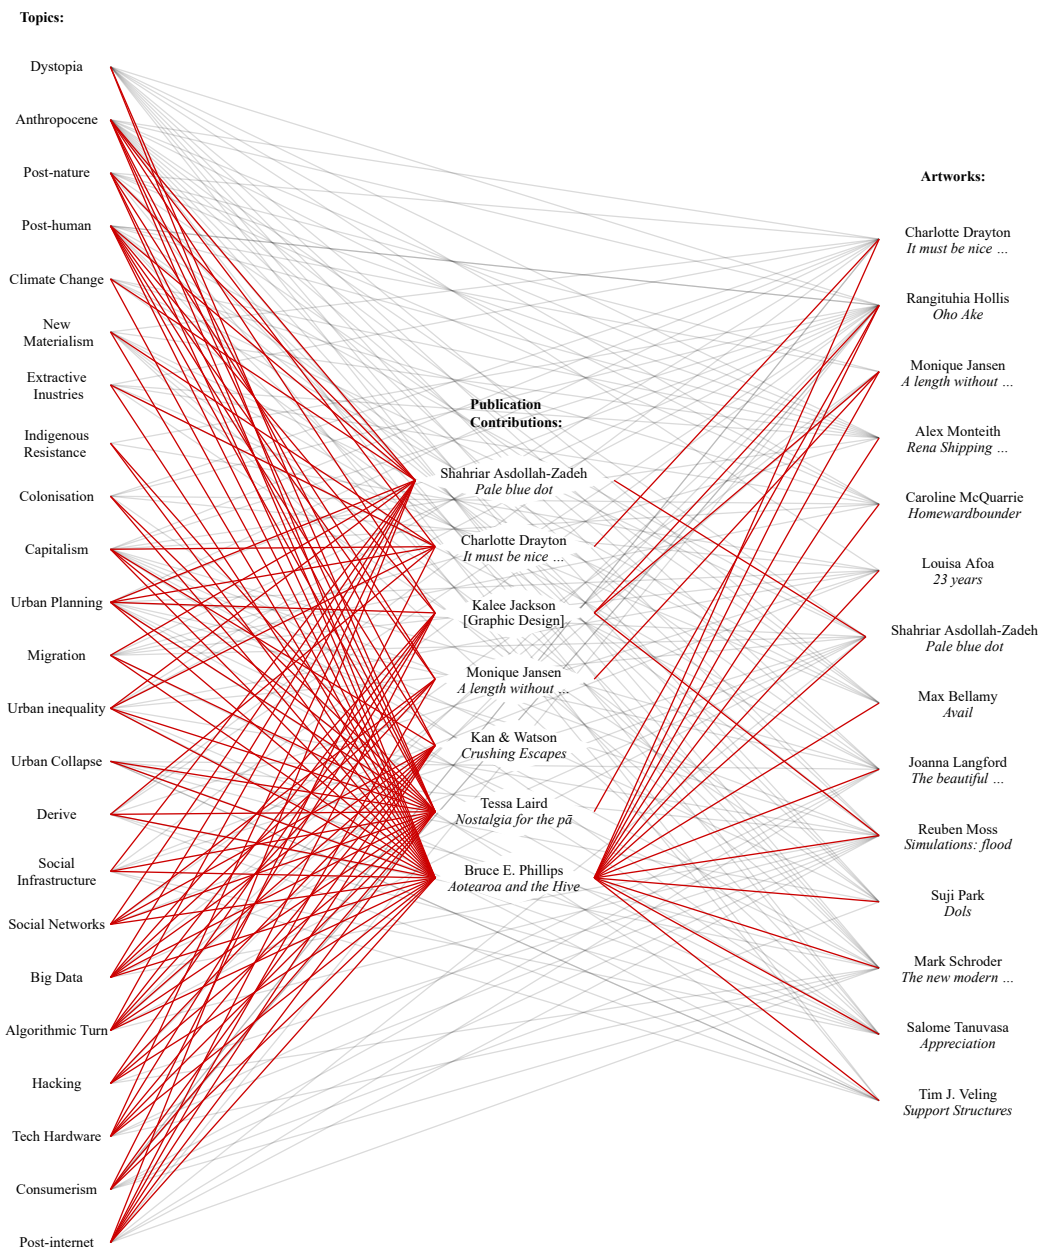 Topics:
Dystopia
Anthropocene
Post-nature
Post-human
Climate Change
New
Materialism
Extractive
Inustries
Indigenous
Resistance
Colonisation
Capitalism
Urban Planning
Migration
Urban inequality
Urban Collapse
Derive
Social
Infrastructure
Social Networks
Big Data
Algorithmic Turn
Hacking
Tech Hardware
Consumerism
Post-internet
Publication
Contributions:
Shahriar Asdollah-Zadeh
Pale blue dot
Charlotte Drayton
It must be nice ...
Kalee Jackson
[Graphic Design]
Monique Jansen
A length without ...
Kan & Watson
Crushing Escapes
Tessa Laird
Nostalgia for the pā
Bruce E. Phillips
Aotearoa and the Hive
Artworks:
Charlotte Drayton
It must be nice ...
Rangituhia Hollis
Oho Ake
Monique Jansen
A length without ...
Alex Monteith
Rena Shipping ...
Caroline McQuarrie
Homewardbounder
Louisa Afoa
23 years
Shahriar Asdollah-Zadeh
Pale blue dot
Max Bellamy
Avail
Joanna Langford
The beautiful ...
Reuben Moss
Simulations: flood
Suji Park
Dols
Mark Schroder
The new modern ...
Salome Tanuvasa
Appreciation
Tim J. Veling
Support Structures